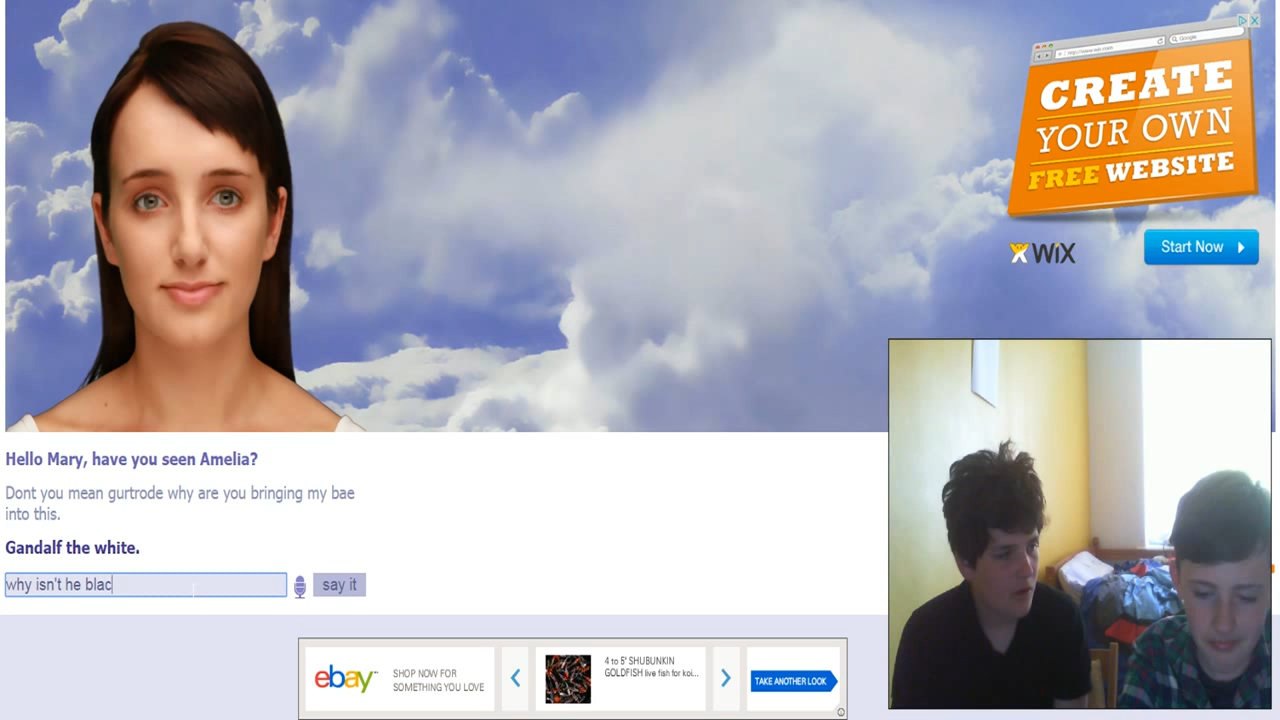 CREATE
YOUR OWN
FREE WEBSITE
Google
WiX
Start Now
Hello Mary, have you seen Amelia?
Dont you mean gurtrode why are you bringing my bae
into this.
Gandalf the white.
why isn't he blac
say it
ebay
SHOP NOW FOR
SOMETHING YOU LOVE
4 to 5" SHUBUNKIN
GOLDFISH live fish for koi...
TAKE ANOTHER LOOK